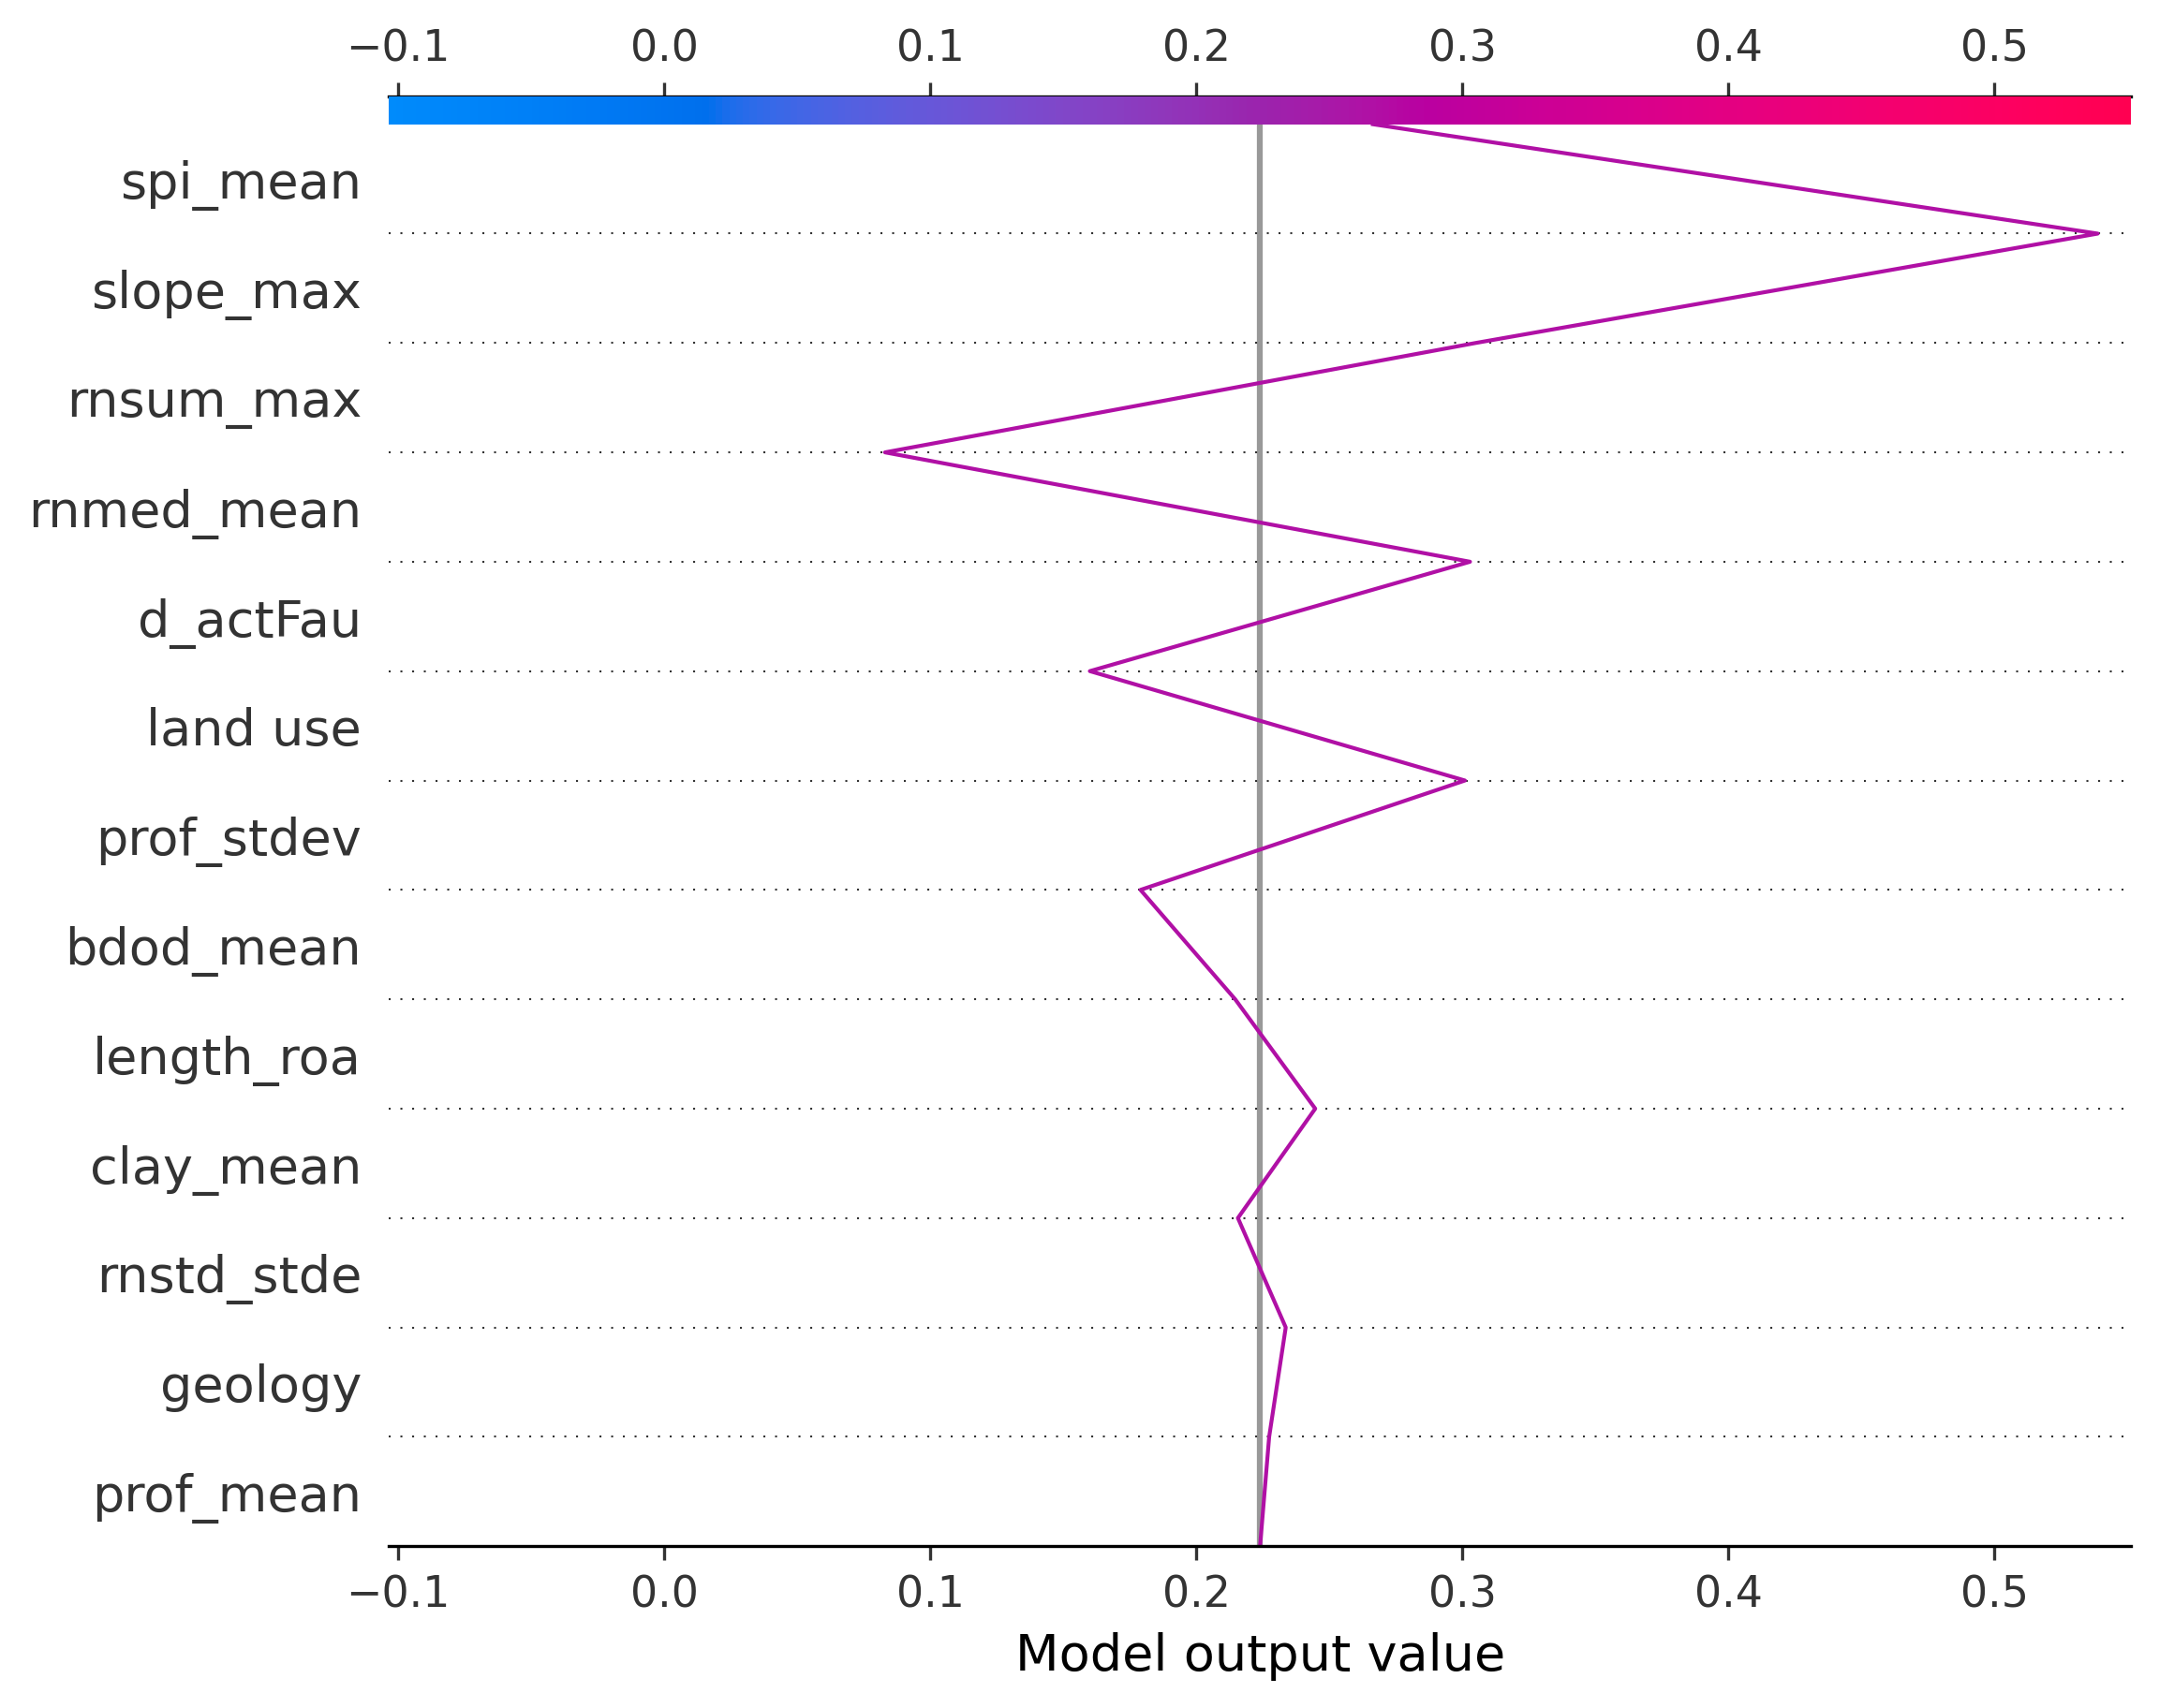 −0.1 0.0 0.1 0.2 0.3 0.4 0.5
spi_mean
slope_max
rnsum_max
rnmed_mean
d_actFau
land use
prof_stdev
bdod_mean
length_roa
clay_mean
rnstd_stde
geology
prof_mean
−0.1 0.0 0.1 0.2 0.3 0.4 0.5
Model output value